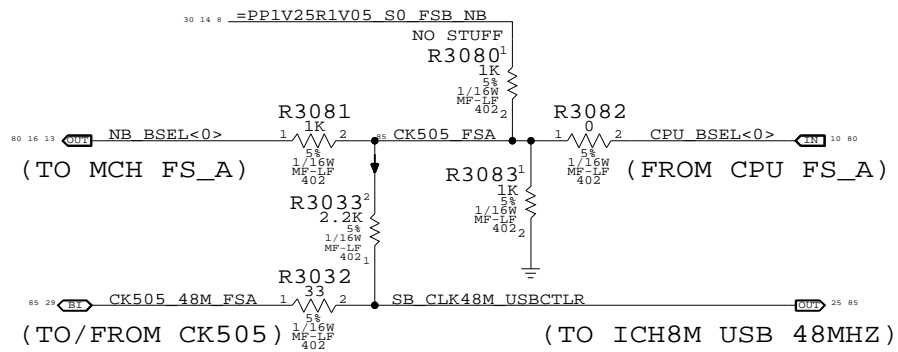 30 14 8 =PP1V25R1V05_S0_FSB_NB
NO STUFF
R3080 1
1K
5%
1/16W
MF-LF
402 2
R3081
1K
1 2
5%
1/16W
MF-LF
402
R3082
0
1 2
5%
1/16W
MF-LF
402
80 16 13 OUT NB_BSEL<0>
85 CK505_FSA
CPU_BSEL<0> IN 10 80
(TO MCH FS_A)
(FROM CPU FS_A)
R3083 1
1K
5%
1/16W
MF-LF
402 2
R3033 2
2.2K
5%
1/16W
MF-LF
402 1
R3032
33
1 2
5%
1/16W
MF-LF
402
85 29 BI CK505_48M_FSA
SB_CLK48M_USBCTLR OUT 25 85
(TO/FROM CK505)
(TO ICH8M USB 48MHZ)